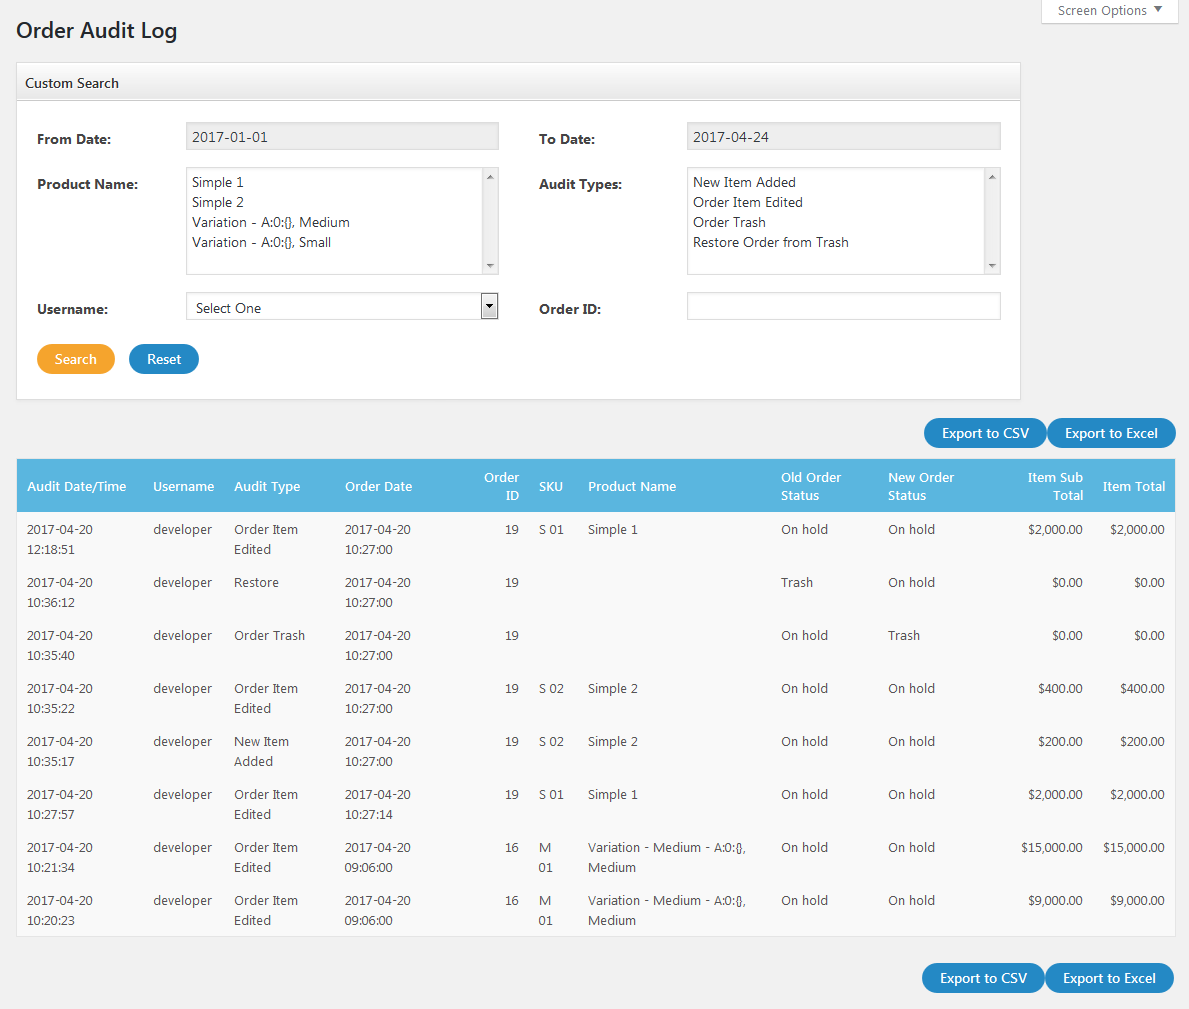 Screen Options
Order Audit Log
Custom Search
From Date: 2017-01-01 To Date: 2017-04-24
Product Name: Audit Types:
Simple 1
Simple 2
Variation - A:0:{}, Medium
Variation - A:0:{}, Small
New Item Added
Order Item Edited
Order Trash
Restore Order from Trash
Username: Select One Order ID:
Search Reset
Export to CSV Export to Excel
Audit Date/Time Username Audit Type Order Date Order ID SKU Product Name Old Order Status New Order Status Item Sub Total Item Total
2017-04-20 12:18:51 developer Order Item Edited 2017-04-20 10:27:00 19 S 01 Simple 1 On hold On hold $2,000.00 $2,000.00
2017-04-20 10:36:12 developer Restore 2017-04-20 10:27:00 19 Trash On hold $0.00 $0.00
2017-04-20 10:35:40 developer Order Trash 2017-04-20 10:27:00 19 On hold Trash $0.00 $0.00
2017-04-20 10:35:22 developer Order Item Edited 2017-04-20 10:27:00 19 S 02 Simple 2 On hold On hold $400.00 $400.00
2017-04-20 10:35:17 developer New Item Added 2017-04-20 10:27:00 19 S 02 Simple 2 On hold On hold $200.00 $200.00
2017-04-20 10:27:57 developer Order Item Edited 2017-04-20 10:27:14 19 S 01 Simple 1 On hold On hold $2,000.00 $2,000.00
2017-04-20 10:21:34 developer Order Item Edited 2017-04-20 09:06:00 16 M 01 Variation - Medium - A:0:{}, Medium On hold On hold $15,000.00 $15,000.00
2017-04-20 10:20:23 developer Order Item Edited 2017-04-20 09:06:00 16 M 01 Variation - Medium - A:0:{}, Medium On hold On hold $9,000.00 $9,000.00
Export to CSV Export to Excel